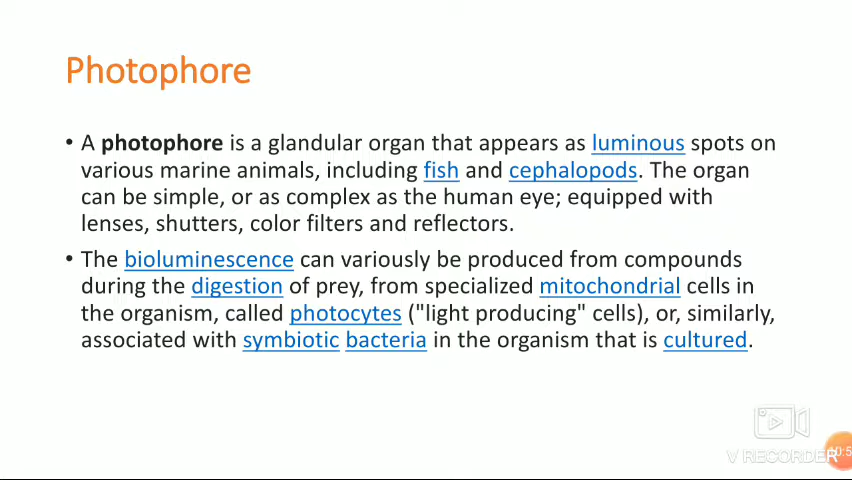 Photophore
• A photophore is a glandular organ that appears as luminous spots on
various marine animals, including fish and cephalopods. The organ
can be simple, or as complex as the human eye; equipped with
lenses, shutters, color filters and reflectors.
• The bioluminescence can variously be produced from compounds
during the digestion of prey, from specialized mitochondrial cells in
the organism, called photocytes ("light producing" cells), or, similarly,
associated with symbiotic bacteria in the organism that is cultured.
V RECORDER